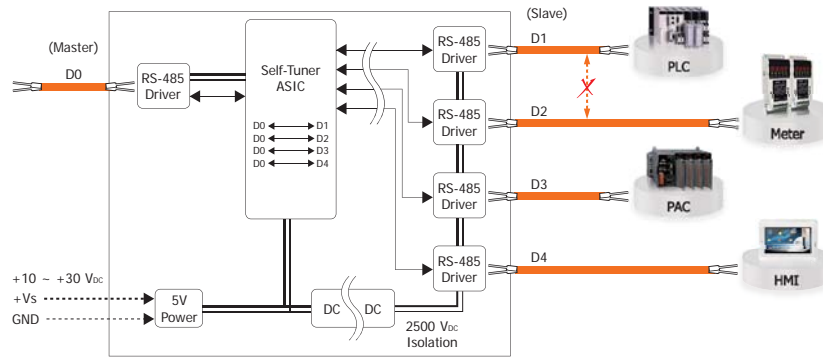 (Master)
(Slave)
D0
RS-485
Driver
Self-Tuner
ASIC
D0 D1
D0 D2
D0 D3
D0 D4
RS-485
Driver
D1
PLC
RS-485
Driver
D2
Meter
RS-485
Driver
D3
PAC
RS-485
Driver
D4
HMI
+10 ~ +30 VDC
+Vs
GND
5V
Power
DC DC
2500 VDC
Isolation